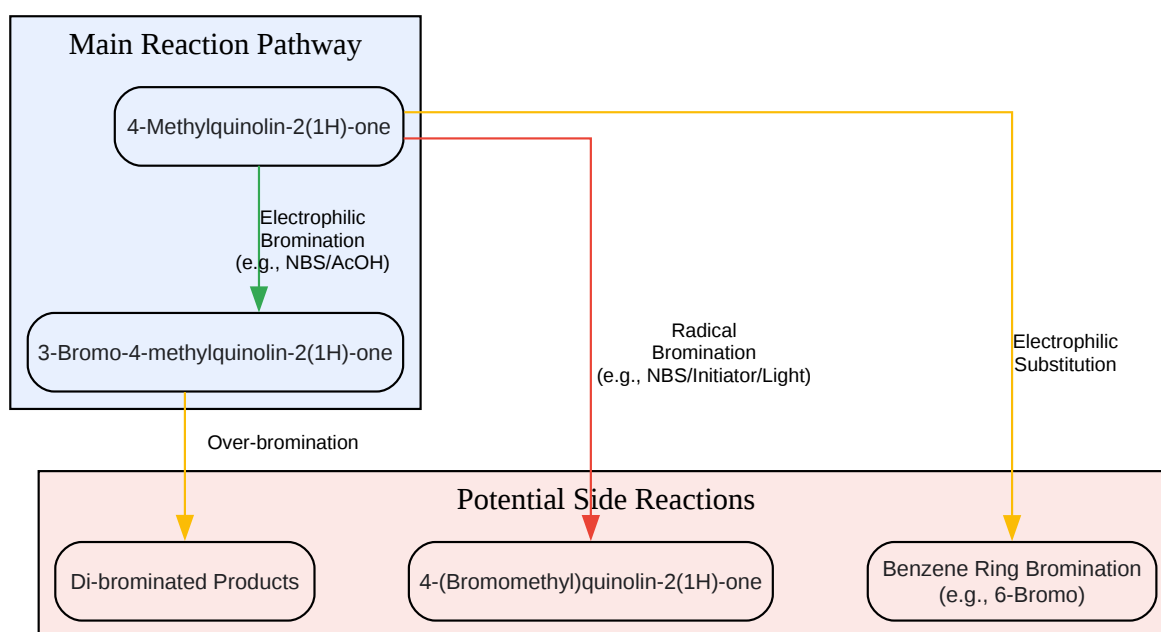 Main Reaction Pathway
4-Methylquinolin-2(1H)-one
Electrophilic
Bromination
(e.g., NBS/AcOH)
3-Bromo-4-methylquinolin-2(1H)-one
Radical
Bromination
(e.g., NBS/Initiator/Light)
Electrophilic
Substitution
Over-bromination
Potential Side Reactions
Di-brominated Products
4-(Bromomethyl)quinolin-2(1H)-one
Benzene Ring Bromination
(e.g., 6-Bromo)